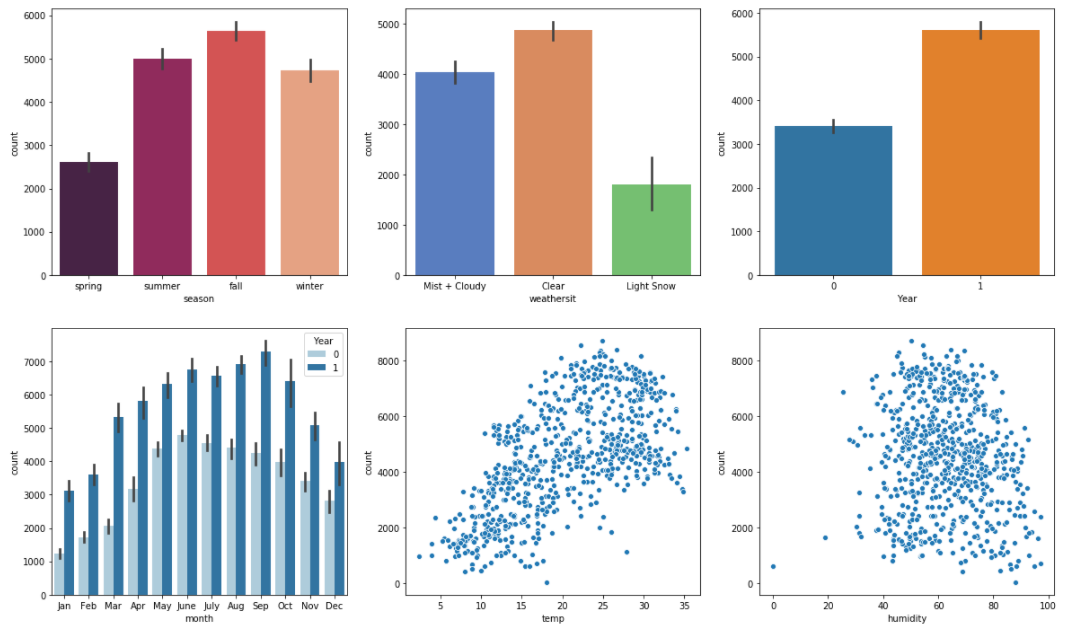 count
6000
5000
4000
3000
2000
1000
0
spring summer fall winter
season
count
5000
4000
3000
2000
1000
0
Mist + Cloudy Clear Light Snow
weathersit
count
6000
5000
4000
3000
2000
1000
0
0 1
Year
count
7000
6000
5000
4000
3000
2000
1000
0
Year
0
1
Jan Feb Mar Apr May June July Aug Sep Oct Nov Dec
month
count
8000
6000
4000
2000
0
5 10 15 20 25 30 35
temp
count
8000
6000
4000
2000
0
0 20 40 60 80 100
humidity